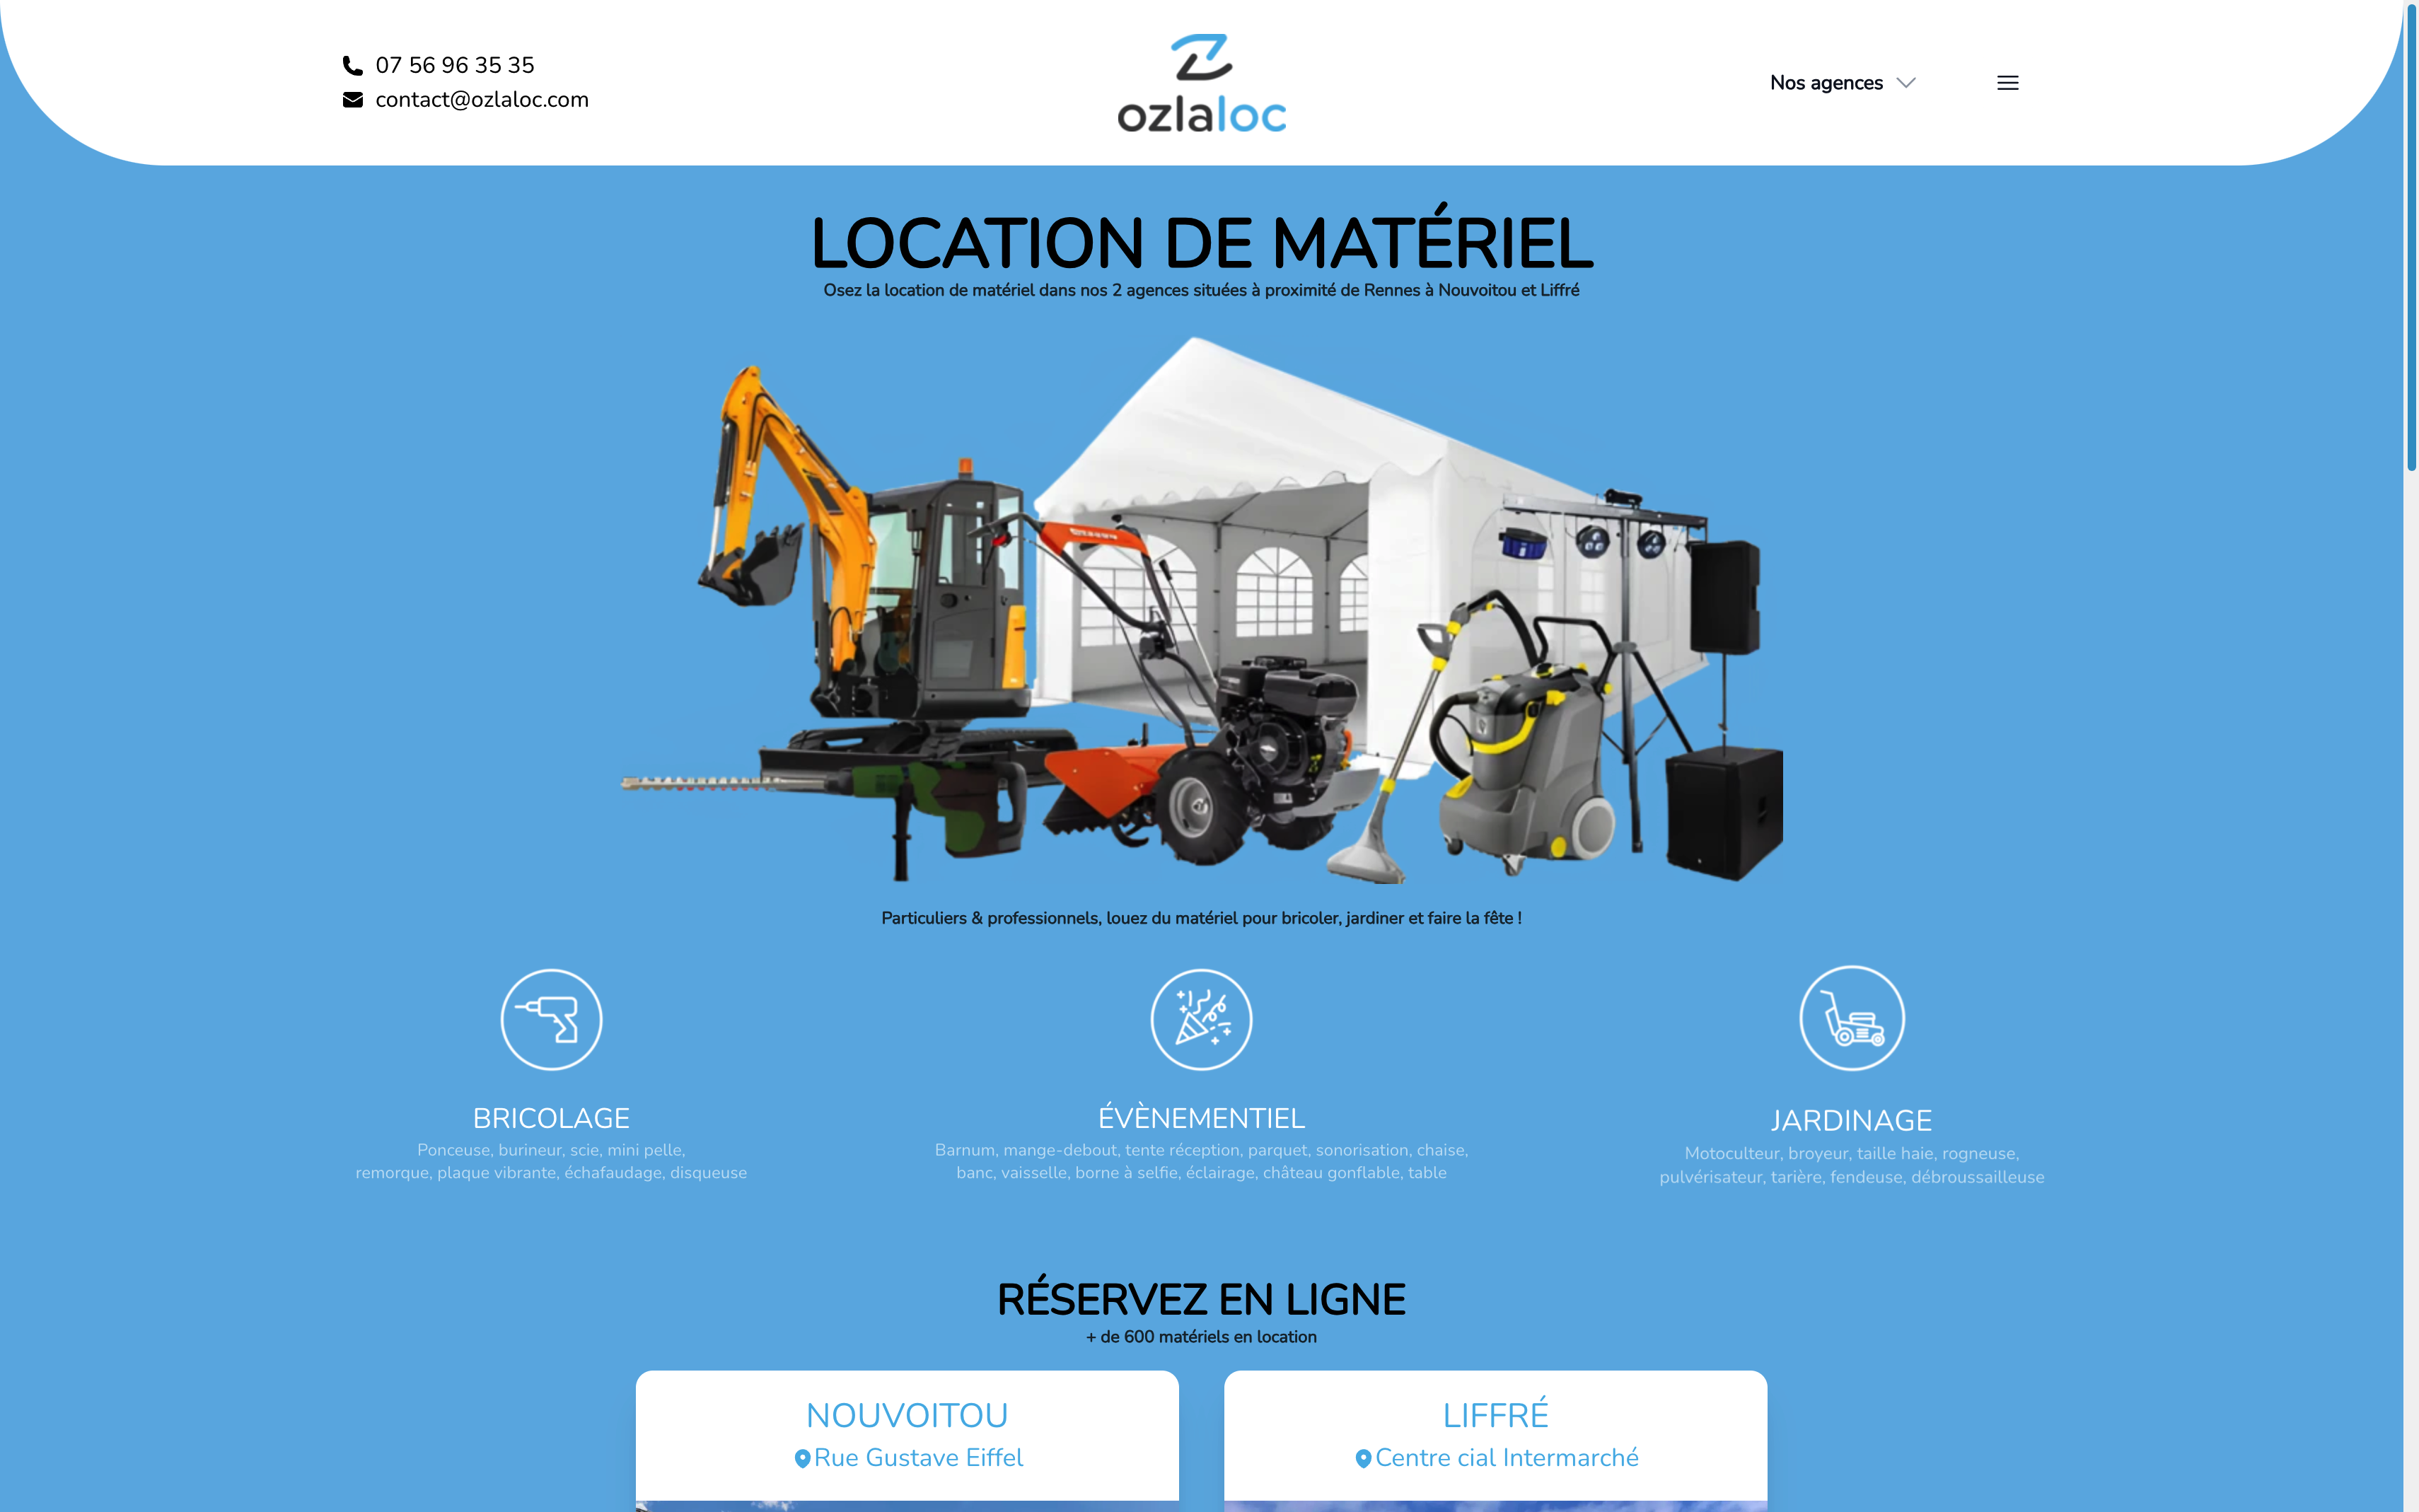 07 56 96 35 35
contact@ozlaloc.com
ozlaloc
Nos agences
LOCATION DE MATÉRIEL
Osez la location de matériel dans nos 2 agences situées à proximité de Rennes à Nouvoitou et Liffré
Particuliers & professionnels, louez du matériel pour bricoler, jardiner et faire la fête !
BRICOLAGE
Ponceuse, burineur, scie, mini pelle,
remorque, plaque vibrante, échafaudage, disqueuse
ÉVÈNEMENTIEL
Barnum, mange-debout, tente réception, parquet, sonorisation, chaise,
banc, vaisselle, borne à selfie, éclairage, château gonflable, table
JARDINAGE
Motoculteur, broyeur, taille haie, rogneuse,
pulvérisateur, tarière, fendeuse, débroussailleuse
RÉSERVEZ EN LIGNE
+ de 600 matériels en location
NOUVOITOU
Rue Gustave Eiffel
LIFFRÉ
Centre cial Intermarché